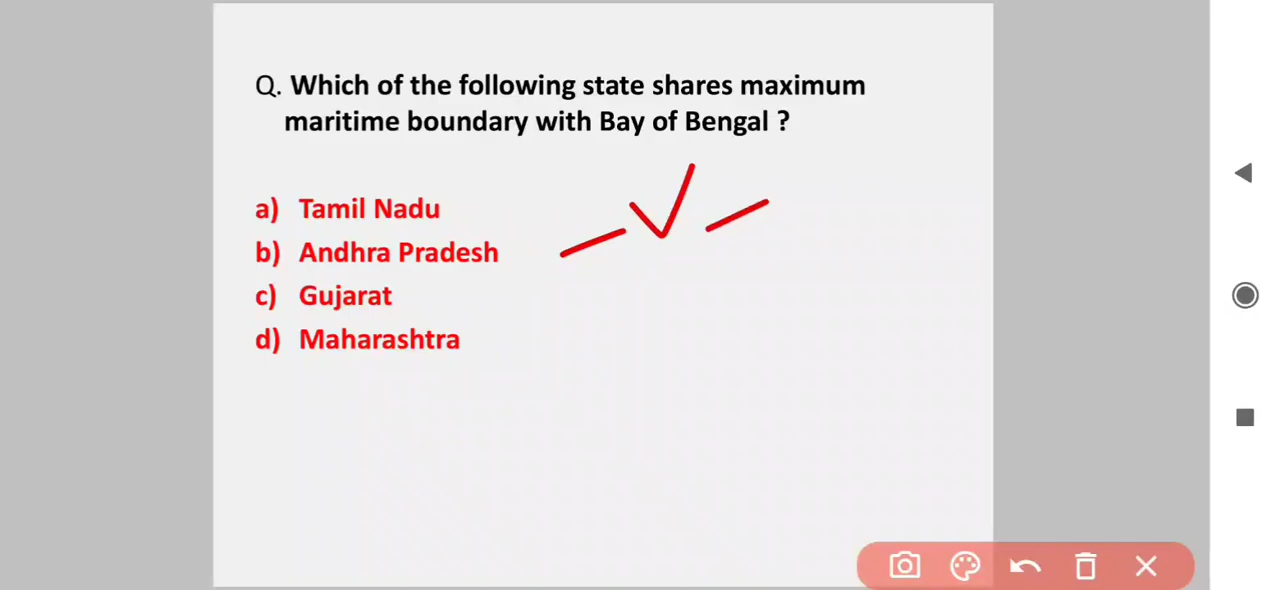 Q. Which of the following state shares maximum
maritime boundary with Bay of Bengal ?
a) Tamil Nadu
b) Andhra Pradesh
c) Gujarat
d) Maharashtra